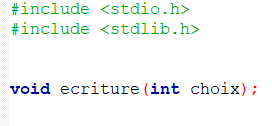 #include <stdio.h>
#include <stdlib.h>
void ecriture(int choix);